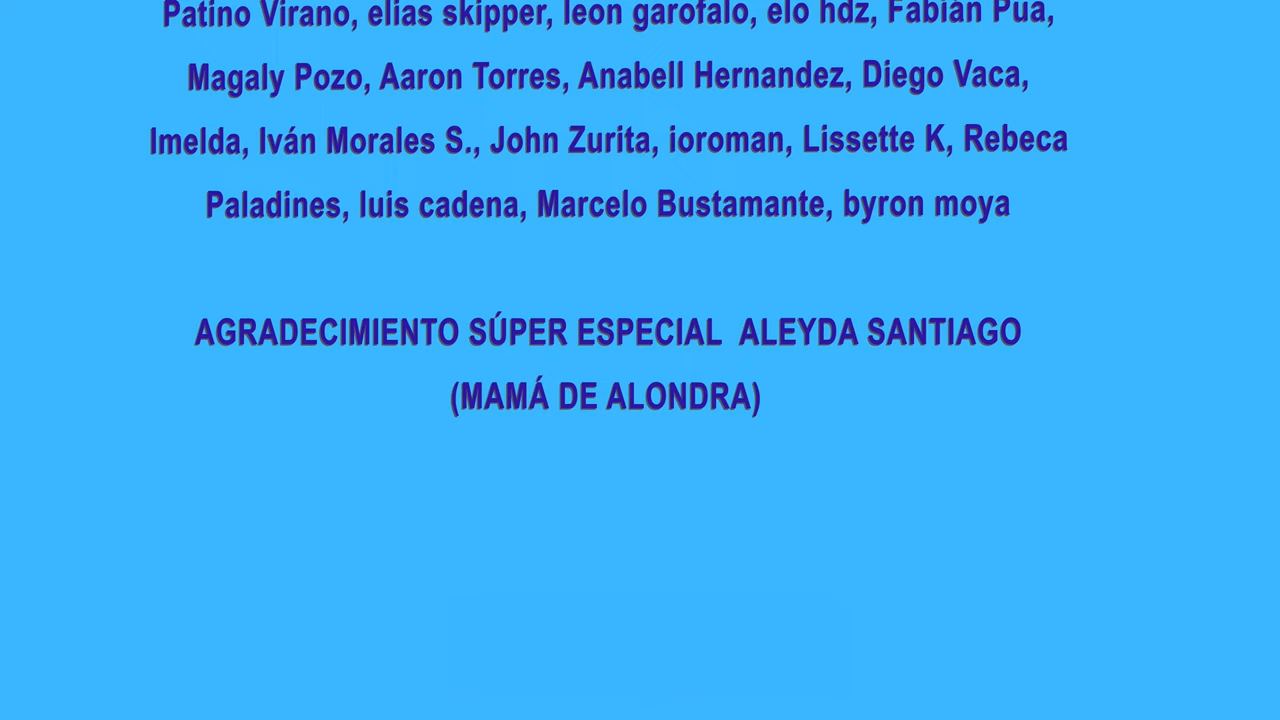 Patino Virano, elias skipper, leon garofalo, elo hdz, Fabián Pua,
Magaly Pozo, Aaron Torres, Anabell Hernandez, Diego Vaca,
Imelda, Iván Morales S., John Zurita, ioroman, Lissette K, Rebeca
Paladines, luis cadena, Marcelo Bustamante, byron moya
AGRADECIMIENTO SÚPER ESPECIAL  ALEYDA SANTIAGO
(MAMÁ DE ALONDRA)